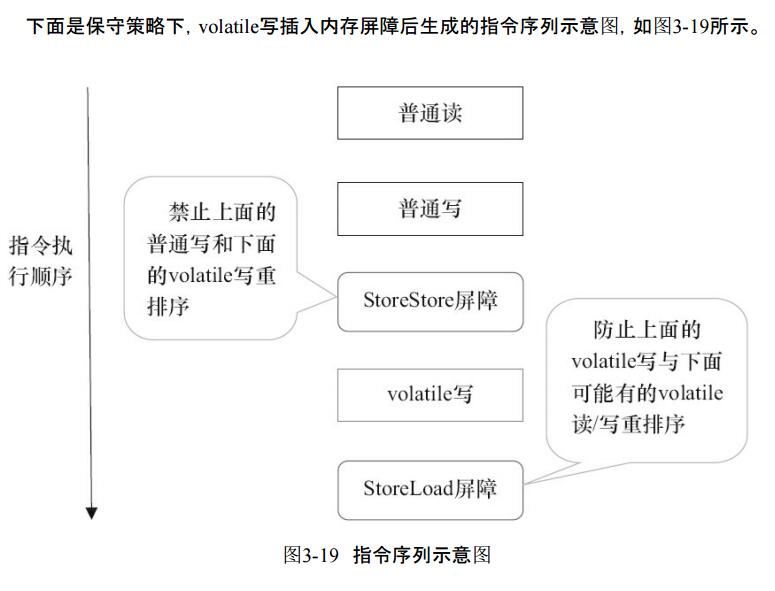 下面是保守策略下, volatile写插入内存屏障后生成的指令序列示意图, 如图3-19所示。
普通读
普通写
禁止上面的
普通写和下面
的volatile写重
排序
指令执
行顺序
StoreStore屏障
防止上面的
volatile写与下面
可能有的volatile
读/写重排序
volatile写
StoreLoad屏障
图3-19 指令序列示意图